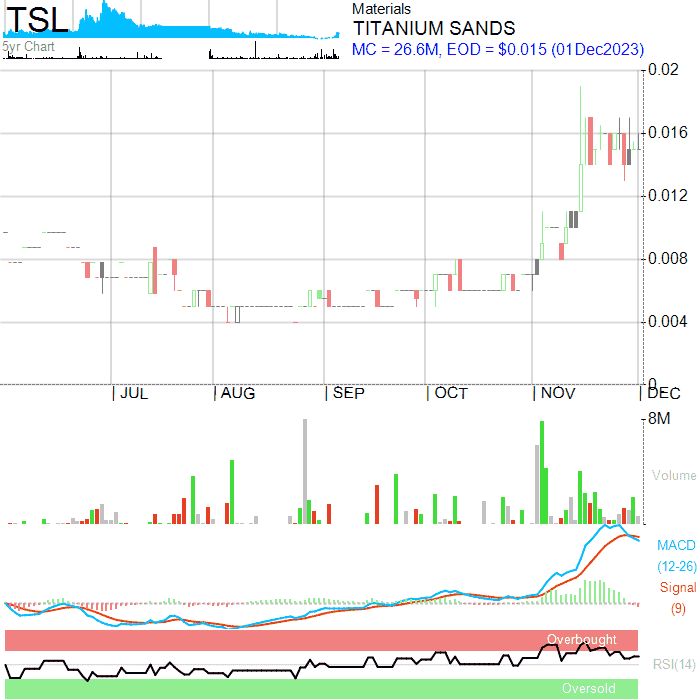 TSL
5yr Chart
Materials
TITANIUM SANDS
MC = 26.6M, EOD = $0.015 (01Dec2023)
0.02
0.016
0.012
0.008
0.004
0
JUL AUG SEP OCT NOV DEC
8M
Volume
MACD
(12-26)
Signal
(9)
Overbought
RSI(14)
Oversold